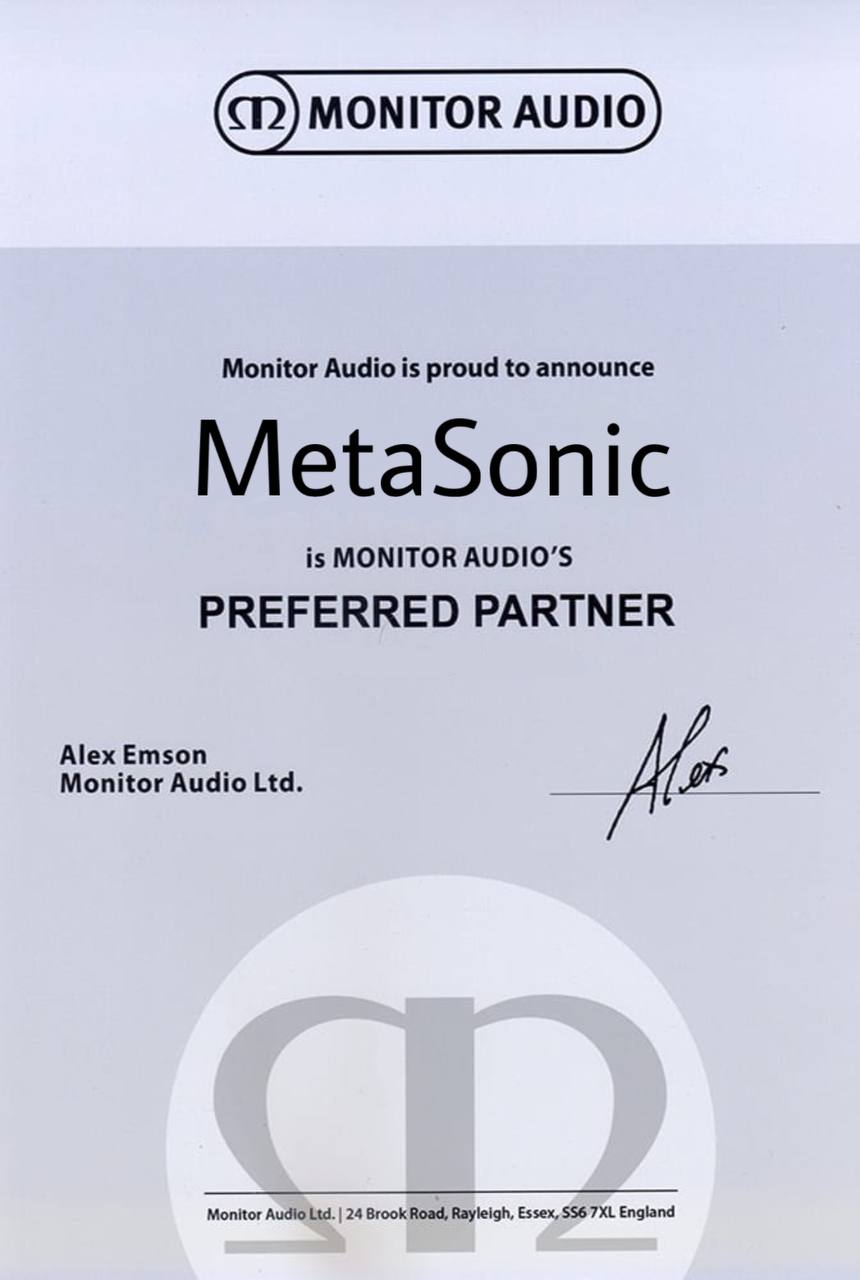 MONITOR AUDIO
Monitor Audio is proud to announce
MetaSonic
is MONITOR AUDIO'S
PREFERRED PARTNER
Alex Emson
Monitor Audio Ltd.
Alex
Monitor Audio Ltd. | 24 Brook Road, Rayleigh, Essex, SS6 7XL England